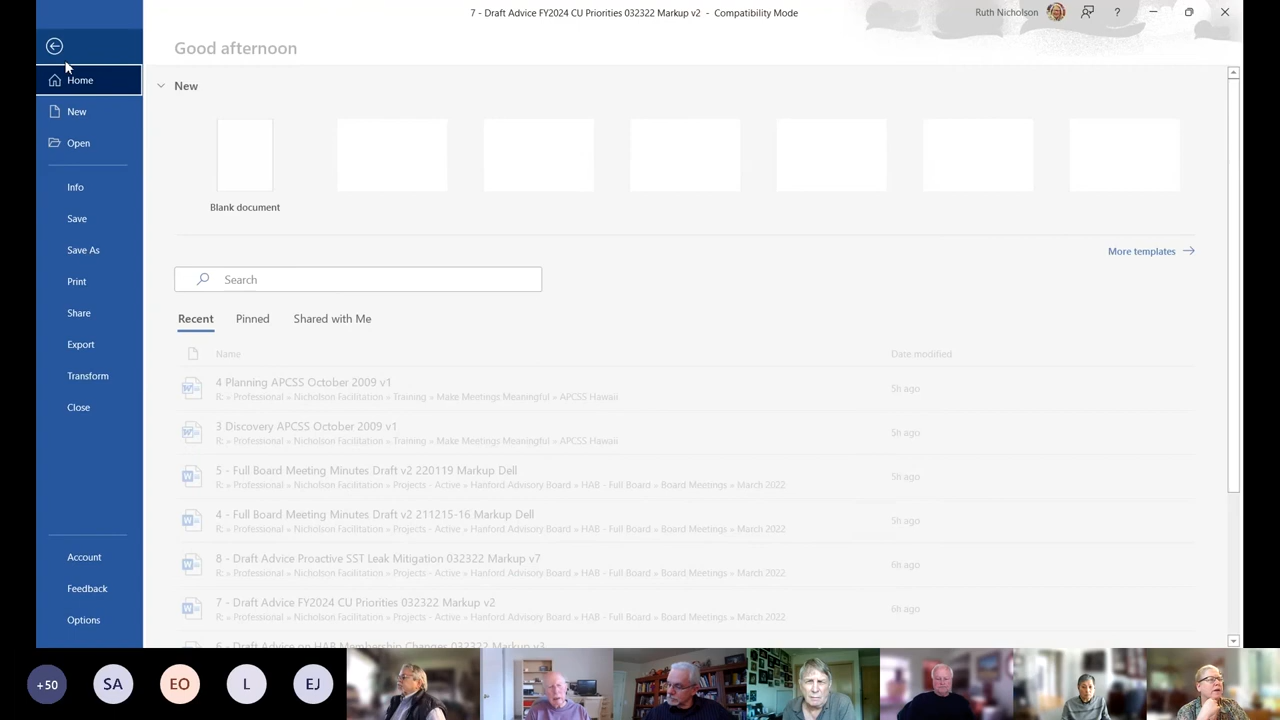 7 - Draft Advice FY2024 CU Priorities 032322 Markup v2 - Compatibility Mode
Ruth Nicholson
?
Good afternoon
Home
New
New
Open
Info
Save
Blank document
Save As
More templates
Print
Search
Share
Recent Pinned Shared with Me
Export
Name Date modified
Transform
4 Planning APCSS October 2009 v1
5h ago
R: » Professional » Nicholson Facilitation » Training » Make Meetings Meaningful » APCSS Hawaii
Close
3 Discovery APCSS October 2009 v1
5h ago
R: » Professional » Nicholson Facilitation » Training » Make Meetings Meaningful » APCSS Hawaii
5 - Full Board Meeting Minutes Draft v2 220119 Markup Dell
5h ago
R: » Professional » Nicholson Facilitation » Projects - Active » Hanford Advisory Board » HAB - Full Board » Board Meetings » March 2022
4 - Full Board Meeting Minutes Draft v2 211215-16 Markup Dell
5h ago
R: » Professional » Nicholson Facilitation » Projects - Active » Hanford Advisory Board » HAB - Full Board » Board Meetings » March 2022
Account
8 - Draft Advice Proactive SST Leak Mitigation 032322 Markup v7
6h ago
R: » Professional » Nicholson Facilitation » Projects - Active » Hanford Advisory Board » HAB - Full Board » Board Meetings » March 2022
Feedback
7 - Draft Advice FY2024 CU Priorities 032322 Markup v2
6h ago
R: » Professional » Nicholson Facilitation » Projects - Active » Hanford Advisory Board » HAB - Full Board » Board Meetings » March 2022
Options
6 - Draft Advice on HAB Membership Changes 032322 Markup v3
+50 SA EO L EJ